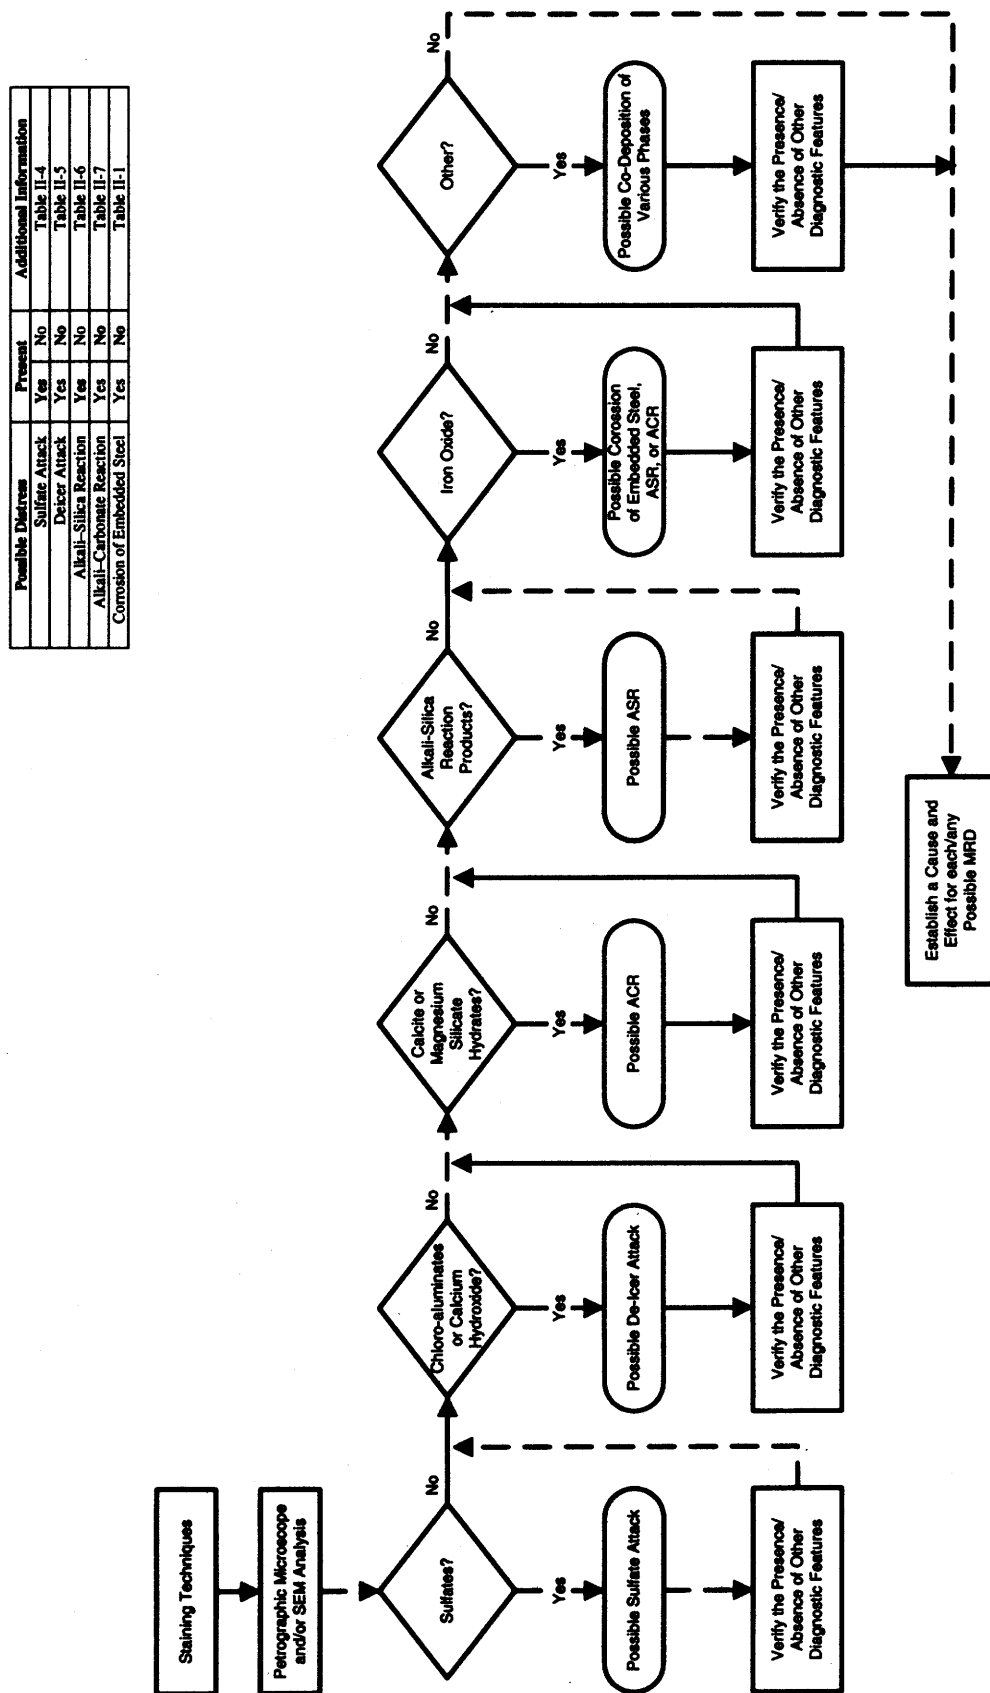 Possible Distress Present Additional Information
Sulfate Attack Yes No Table II-4
Deicer Attack Yes No Table II-5
Alkali–Silica Reaction Yes No Table II-6
Alkali–Carbonate Reaction Yes No Table II-7
Corrosion of Embedded Steel Yes No Table II-1
Staining Techniques
Petrographic Microscope
and/or SEM Analysis
Sulfates?
No
Yes
Possible Sulfate Attack
Verify the Presence/
Absence of Other
Diagnostic Features
Chloro-aluminates
or Calcium
Hydroxide?
No
Yes
Possible De-icer Attack
Verify the Presence/
Absence of Other
Diagnostic Features
Calcite or
Magnesium
Silicate
Hydrates?
No
Yes
Possible ACR
Verify the Presence/
Absence of Other
Diagnostic Features
Alkali-Silica
Reaction
Products?
No
Yes
Possible ASR
Verify the Presence/
Absence of Other
Diagnostic Features
Iron Oxide?
No
Yes
Possible Corossion
of Embedded Steel,
ASR, or ACR
Verify the Presence/
Absence of Other
Diagnostic Features
Other?
No
Yes
Possible Co-Deposition of
Various Phases
Verify the Presence/
Absence of Other
Diagnostic Features
Establish a Cause and
Effect for each/any
Possible MRD